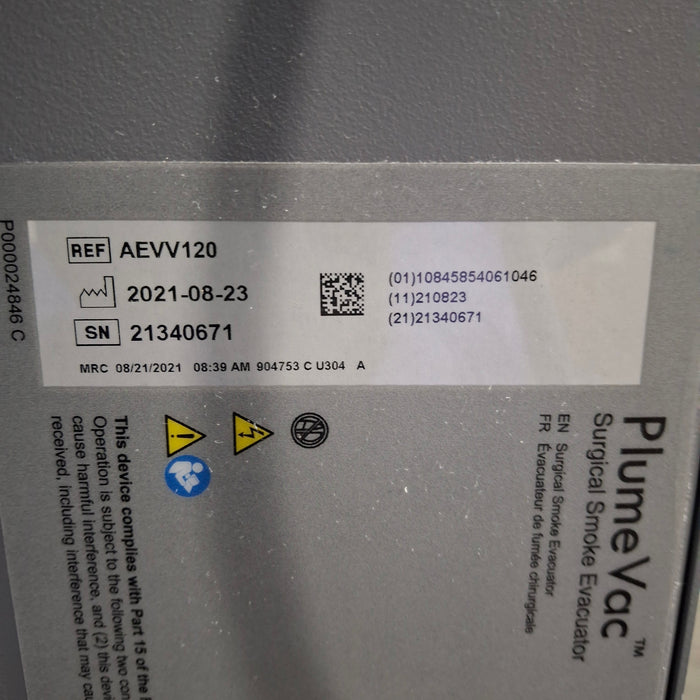 P000024846 C
REF AEVV120
2021-08-23
SN 21340671
MRC 08/21/2021 08:39 AM 904753 C U304 A
(01)10845854061046
(11)210823
(21)21340671
PlumeVac™
Surgical Smoke Evacuator
EN Surgical Smoke Evacuator
FR Évacuateur de fumée chirurgicale
This device complies with Part 15 of the
Operation is subject to the following two
cause harmful interference, and (2) this
received, including interference that may